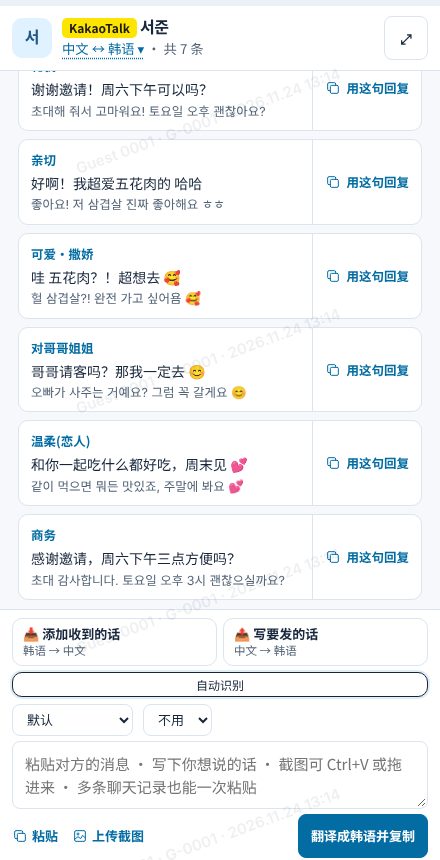 서
KakaoTalk 서준
中文 ↔ 韩语 ▾ · 共 7 条
谢谢邀请！周六下午可以吗？
초대해 줘서 고마워요! 토요일 오후 괜찮아요?
用这句回复
亲切
好啊！我超爱五花肉的 哈哈
좋아요! 저 삼겹살 진짜 좋아해요 ㅎㅎ
用这句回复
可爱·撒娇
哇 五花肉？！超想去 🥰
헐 삼겹살?! 완전 가고 싶어욤 🥰
用这句回复
对哥哥姐姐
哥哥请客吗？那我一定去 😊
오빠가 사주는 거예요? 그럼 꼭 갈게요 😊
用这句回复
温柔(恋人)
和你一起吃什么都好吃，周末见 💕
같이 먹으면 뭐든 맛있죠, 주말에 봐요 💕
用这句回复
商务
感谢邀请，周六下午三点方便吗？
초대 감사합니다. 토요일 오후 3시 괜찮으실까요?
用这句回复
Guest 0001 · G-0001 · 2026.11.24 13:14
📥 添加收到的话
韩语 → 中文
📤 写要发的话
中文 → 韩语
自动识别
默认
不用
粘贴对方的消息 · 写下你想说的话 · 截图可 Ctrl+V 或拖
进来 · 多条聊天记录也能一次粘贴
粘贴
上传截图
翻译成韩语并复制